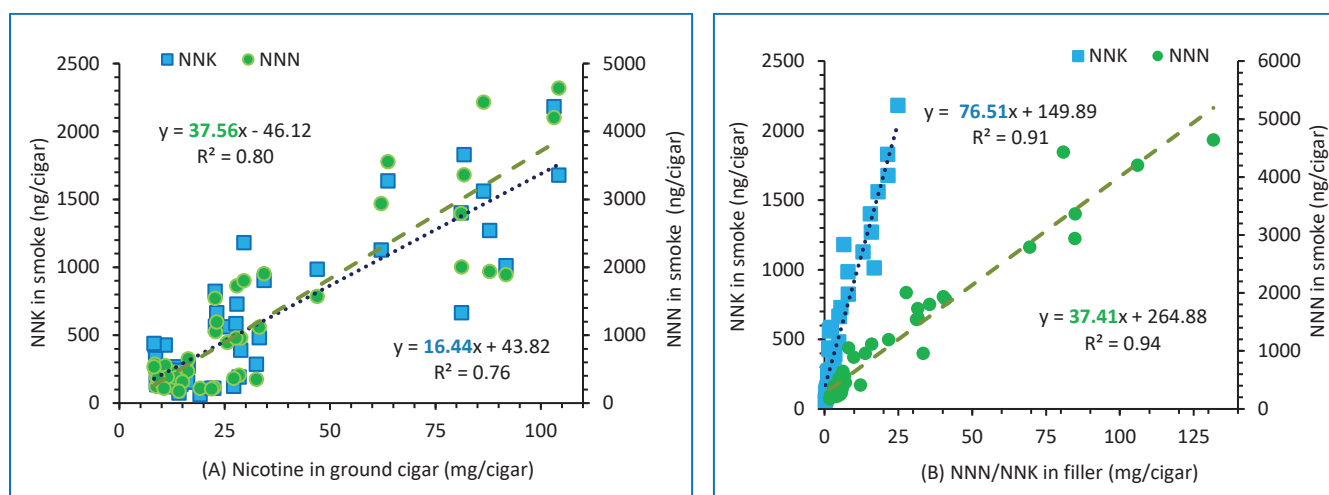 NNK NNN
2500
2000
1500
1000
500
0
NNK in smoke (ng/cigar)
y = 37.56x - 46.12
R² = 0.80
y = 16.44x + 43.82
R² = 0.76
5000
4000
3000
2000
1000
0
NNN in smoke (ng/cigar)
0 25 50 75 100
(A) Nicotine in ground cigar (mg/cigar)
NNK NNN
2500
2000
1500
1000
500
0
NNK in smoke (ng/cigar)
y = 76.51x + 149.89
R² = 0.91
y = 37.41x + 264.88
R² = 0.94
6000
5000
4000
3000
2000
1000
0
NNN in smoke (ng/cigar)
0 25 50 75 100 125
(B) NNN/NNK in filler (mg/cigar)